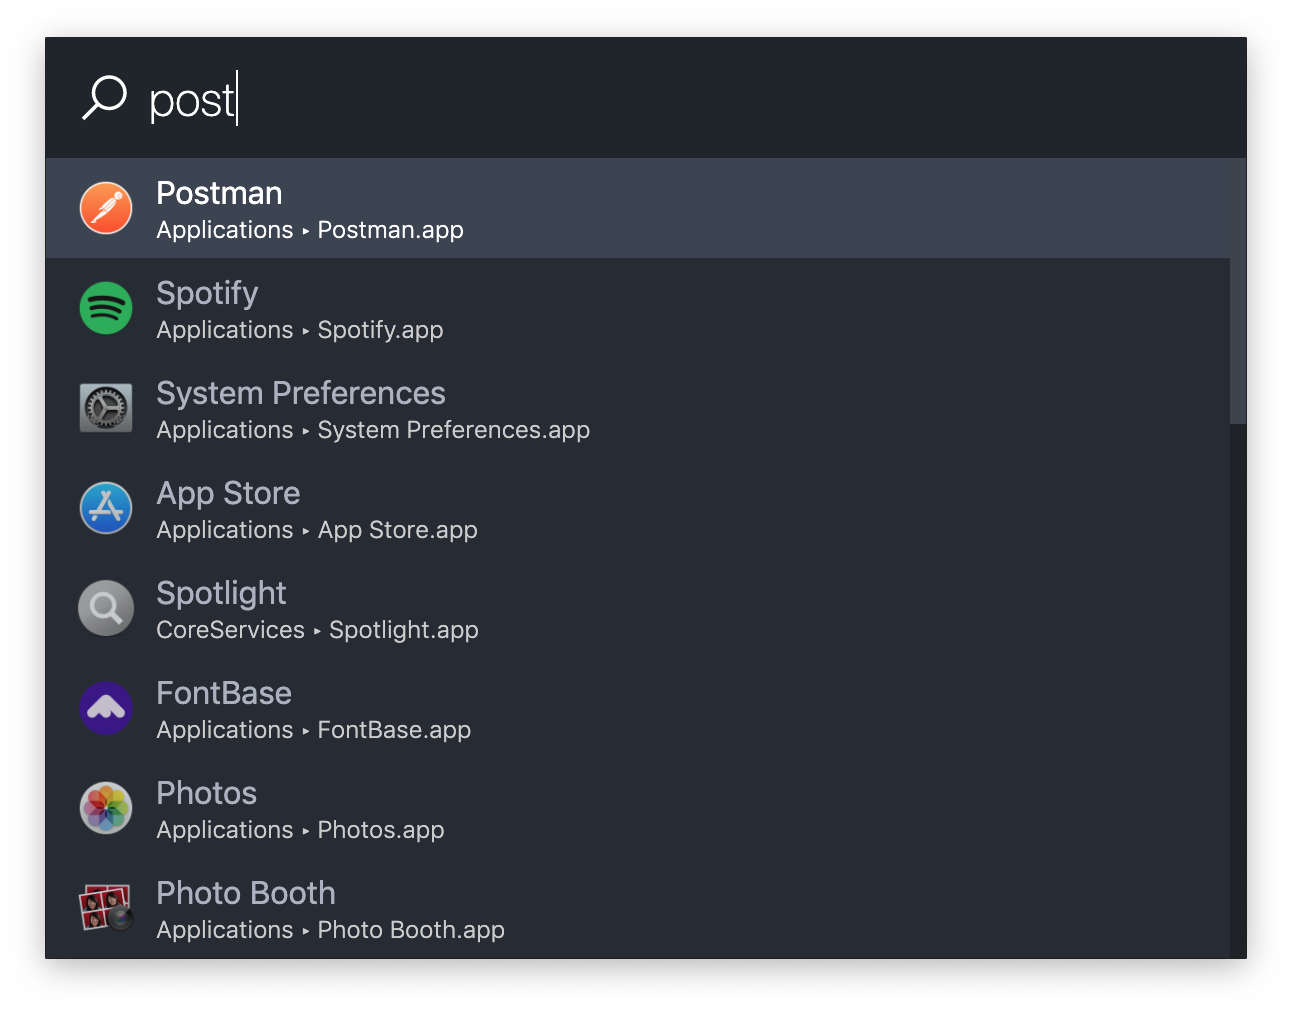 post
Postman
Applications ▸ Postman.app
Spotify
Applications ▸ Spotify.app
System Preferences
Applications ▸ System Preferences.app
App Store
Applications ▸ App Store.app
Spotlight
CoreServices ▸ Spotlight.app
FontBase
Applications ▸ FontBase.app
Photos
Applications ▸ Photos.app
Photo Booth
Applications ▸ Photo Booth.app